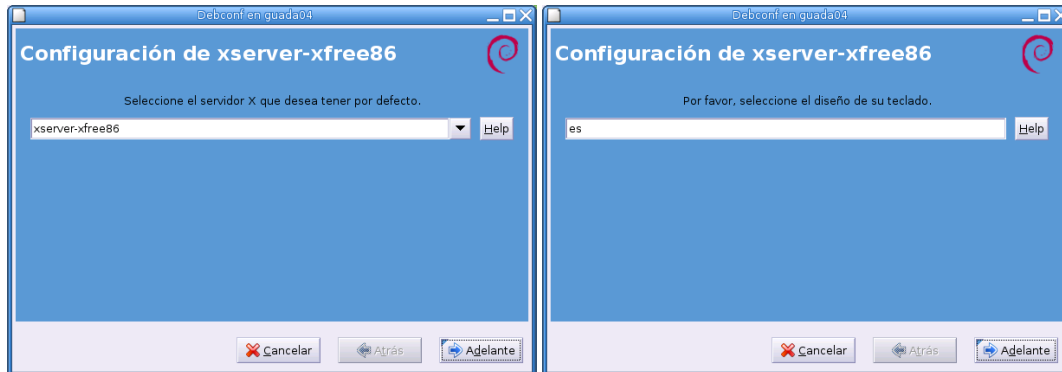 Debconf en guada04
Configuración de xserver-xfree86
Seleccione el servidor X que desea tener por defecto.
xserver-xfree86
Help
Cancelar
Atrás
Adelante
Debconf en guada04
Configuración de xserver-xfree86
Por favor, seleccione el diseño de su teclado.
es
Help
Cancelar
Atrás
Adelante